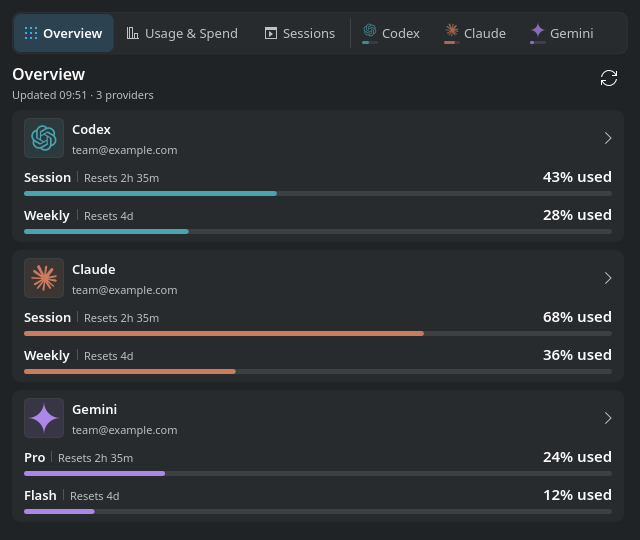 Overview
Usage & Spend
Sessions
Codex
Claude
Gemini
Overview
Updated 09:51 · 3 providers
Codex
team@example.com
Session | Resets 2h 35m 43% used
Weekly | Resets 4d 28% used
Claude
team@example.com
Session | Resets 2h 35m 68% used
Weekly | Resets 4d 36% used
Gemini
team@example.com
Pro | Resets 2h 35m 24% used
Flash | Resets 4d 12% used